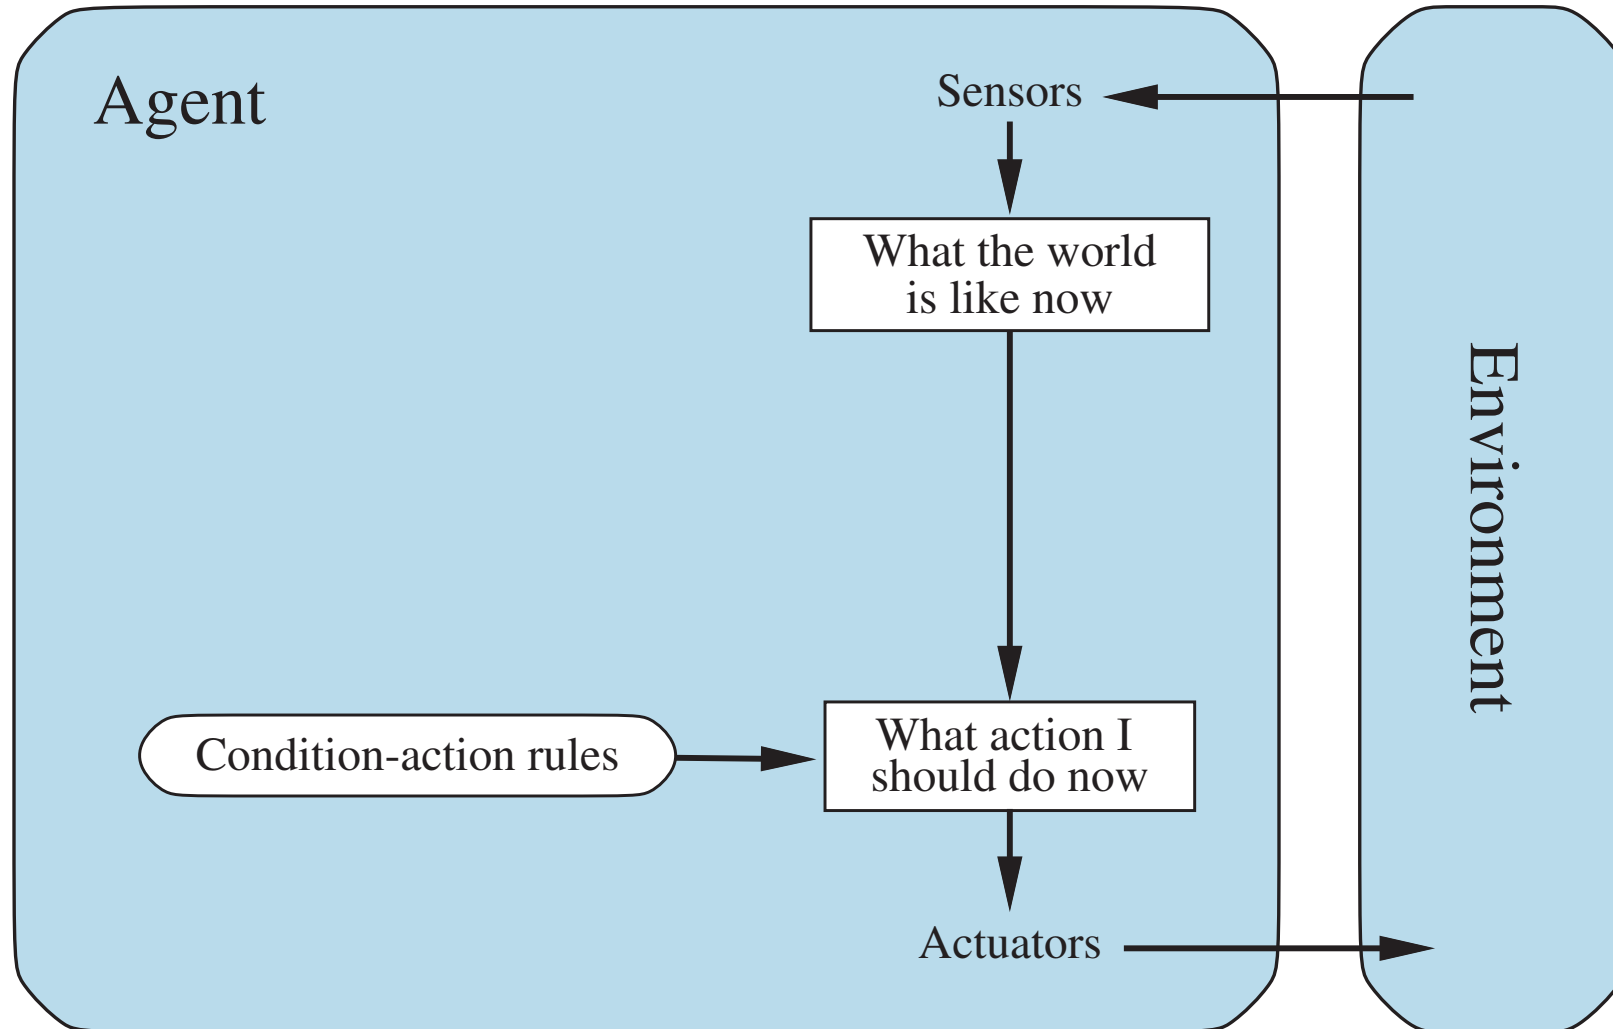 Agent
Sensors
What the world
is like now
Environment
Condition-action rules
What action I
should do now
Actuators